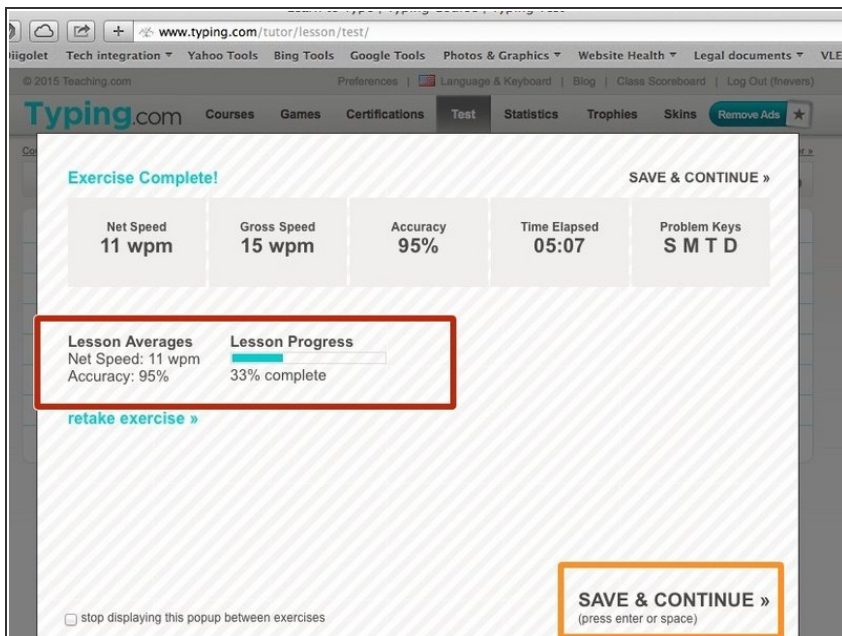 www.typing.com/tutor/lesson/test/
Tech integration Yahoo Tools Bing Tools Google Tools Photos & Graphics Website Health Legal documents VLE
© 2015 Teaching.com Preferences | Language & Keyboard | Blog | Class Scoreboard | Log Out (fnevers)
Typing.com Courses Games Certifications Test Statistics Trophies Skins Remove Ads
Exercise Complete! SAVE & CONTINUE »
Net Speed Gross Speed Accuracy Time Elapsed Problem Keys
11 wpm 15 wpm 95% 05:07 S M T D
Lesson Averages Lesson Progress
Net Speed: 11 wpm
Accuracy: 95% 33% complete
retake exercise »
SAVE & CONTINUE »
stop displaying this popup between exercises (press enter or space)